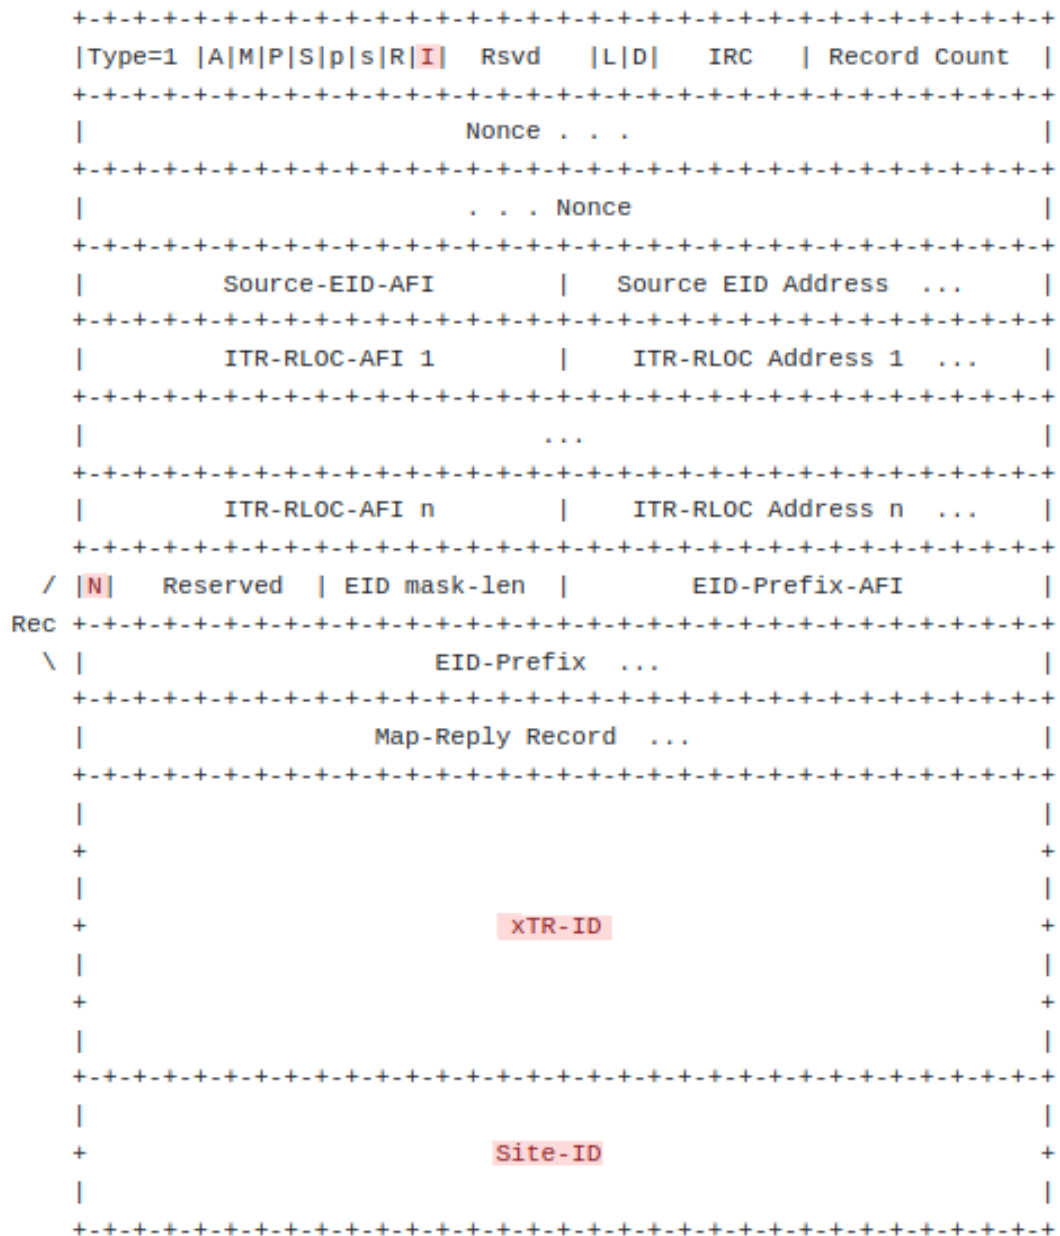 +-+-+-+-+-+-+-+-+-+-+-+-+-+-+-+-+-+-+-+-+-+-+-+-+-+-+-+-+-+-+-+-+
|Type=1 |A|M|P|S|p|s|R|I|  Rsvd   |L|D|   IRC   | Record Count  |
+-+-+-+-+-+-+-+-+-+-+-+-+-+-+-+-+-+-+-+-+-+-+-+-+-+-+-+-+-+-+-+-+
|                         Nonce . . .                           |
+-+-+-+-+-+-+-+-+-+-+-+-+-+-+-+-+-+-+-+-+-+-+-+-+-+-+-+-+-+-+-+-+
|                         . . . Nonce                           |
+-+-+-+-+-+-+-+-+-+-+-+-+-+-+-+-+-+-+-+-+-+-+-+-+-+-+-+-+-+-+-+-+
|         Source-EID-AFI        |   Source EID Address  ...     |
+-+-+-+-+-+-+-+-+-+-+-+-+-+-+-+-+-+-+-+-+-+-+-+-+-+-+-+-+-+-+-+-+
|         ITR-RLOC-AFI 1        |    ITR-RLOC Address 1  ...    |
+-+-+-+-+-+-+-+-+-+-+-+-+-+-+-+-+-+-+-+-+-+-+-+-+-+-+-+-+-+-+-+-+
|                              ...                              |
+-+-+-+-+-+-+-+-+-+-+-+-+-+-+-+-+-+-+-+-+-+-+-+-+-+-+-+-+-+-+-+-+
|         ITR-RLOC-AFI n        |    ITR-RLOC Address n  ...    |
+-+-+-+-+-+-+-+-+-+-+-+-+-+-+-+-+-+-+-+-+-+-+-+-+-+-+-+-+-+-+-+-+
/ |N|   Reserved  | EID mask-len  |        EID-Prefix-AFI         |
Rec +-+-+-+-+-+-+-+-+-+-+-+-+-+-+-+-+-+-+-+-+-+-+-+-+-+-+-+-+-+-+-+-+
\ |                       EID-Prefix  ...                         |
+-+-+-+-+-+-+-+-+-+-+-+-+-+-+-+-+-+-+-+-+-+-+-+-+-+-+-+-+-+-+-+-+
|                   Map-Reply Record  ...                       |
+-+-+-+-+-+-+-+-+-+-+-+-+-+-+-+-+-+-+-+-+-+-+-+-+-+-+-+-+-+-+-+-+
|                                                               |
+                                                               +
|                                                               |
+                            xTR-ID                             +
|                                                               |
+                                                               +
|                                                               |
+-+-+-+-+-+-+-+-+-+-+-+-+-+-+-+-+-+-+-+-+-+-+-+-+-+-+-+-+-+-+-+-+
|                                                               |
+                           Site-ID                             +
|                                                               |
+-+-+-+-+-+-+-+-+-+-+-+-+-+-+-+-+-+-+-+-+-+-+-+-+-+-+-+-+-+-+-+-+